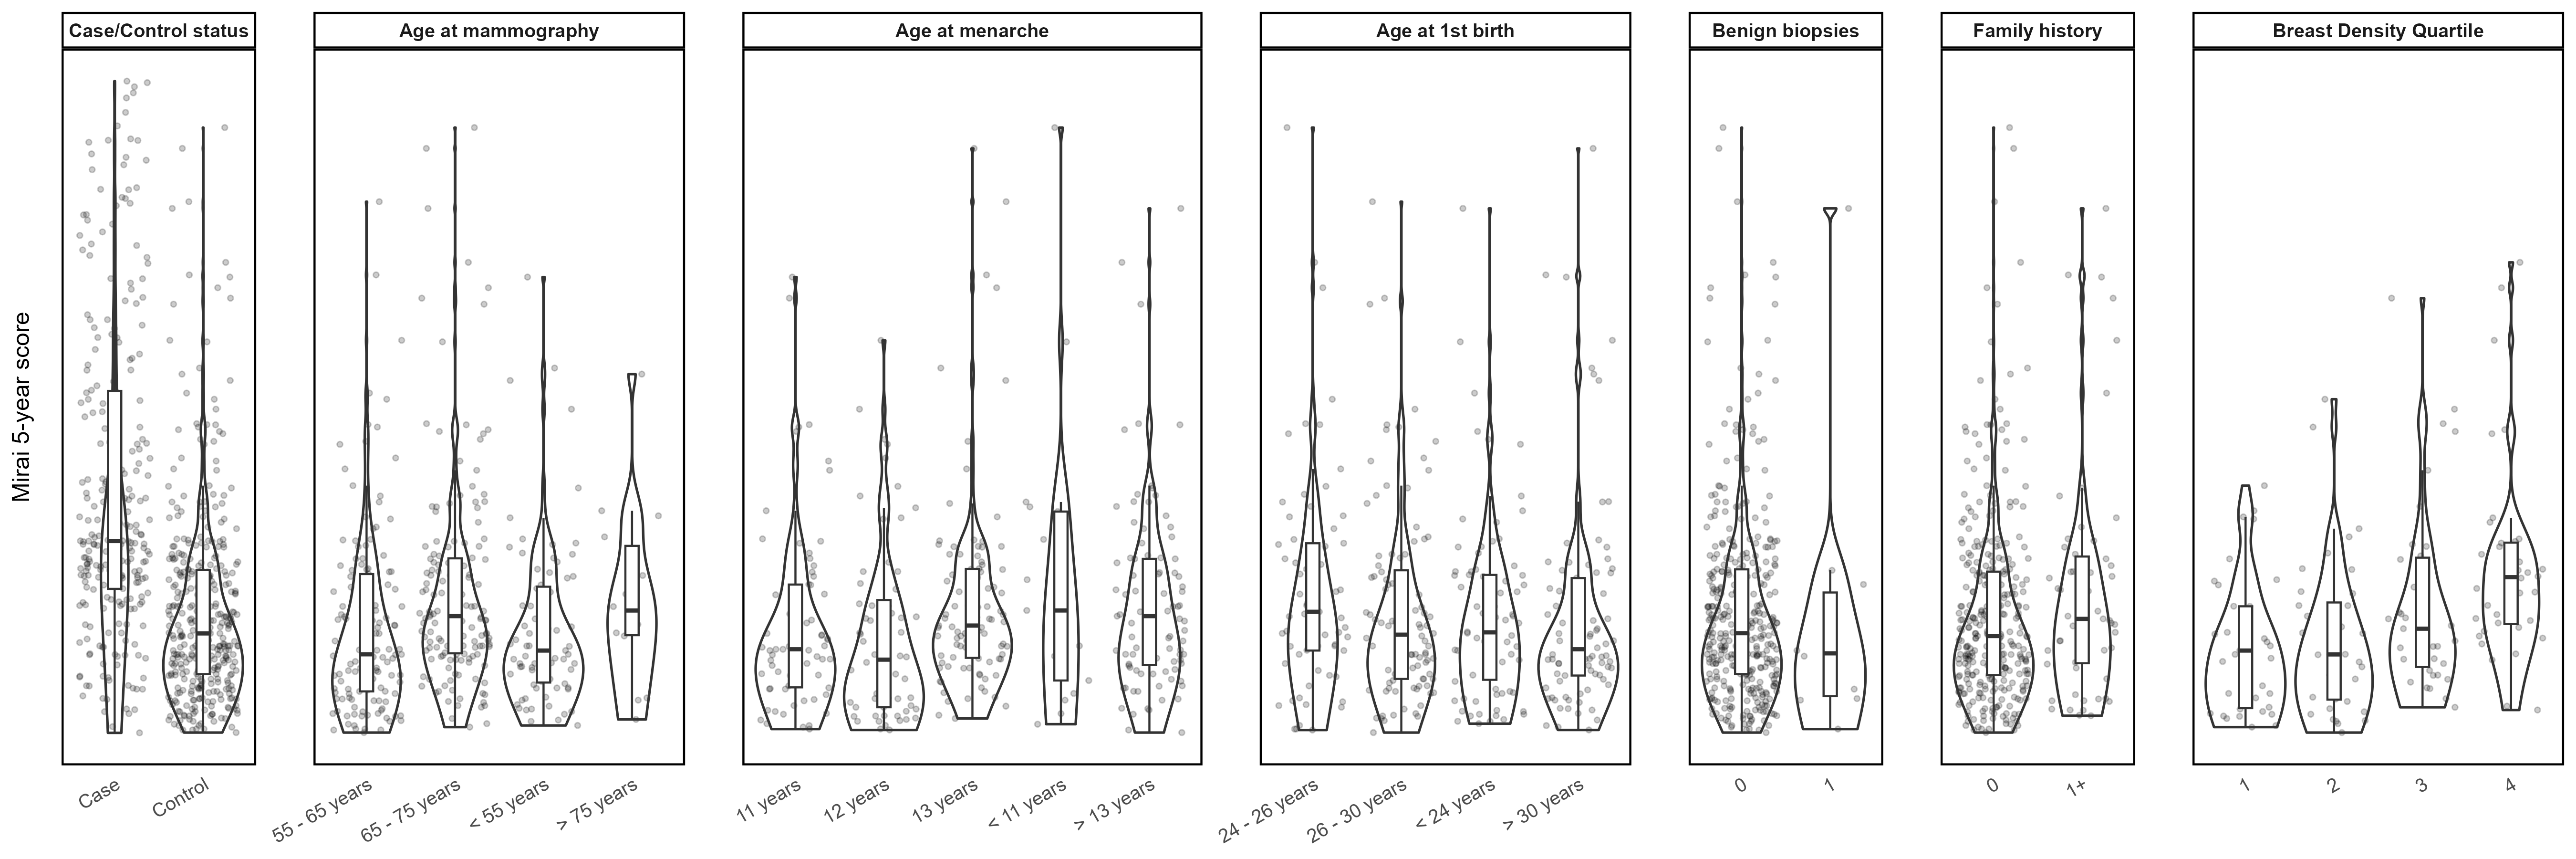 Case/Control status
Age at mammography
Age at menarche
Age at 1st birth
Benign biopsies
Family history
Breast Density Quartile
Mirai 5-year score
Case
Control
55 - 65 years
65 - 75 years
< 55 years
> 75 years
11 years
12 years
13 years
< 11 years
> 13 years
24 - 26 years
26 - 30 years
< 24 years
> 30 years
0
1
0
1+
1
2
3
4